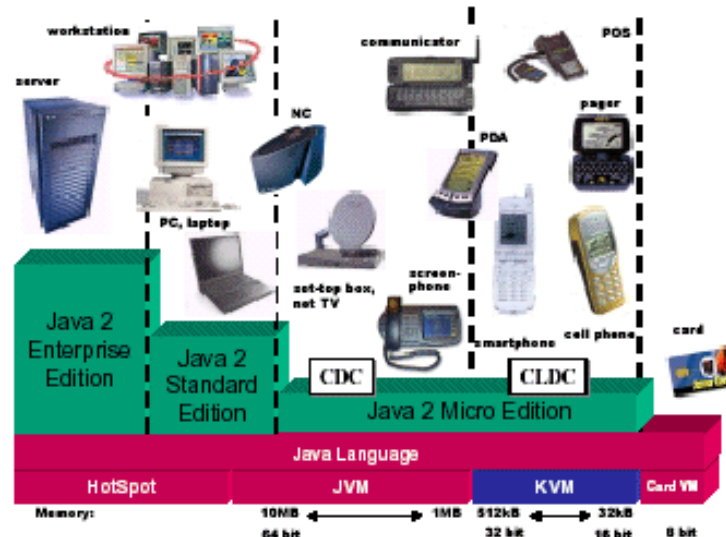 workstation
communicator
POS
server
NC
pager
PDA
PC, laptop
set-top box,
net TV
screen-
phone
smartphone
cell phone
card
Java 2
Enterprise
Edition
Java 2
Standard
Edition
CDC
CLDC
Java 2 Micro Edition
Java Language
HotSpot
JVM
KVM
Card VM
Memory:
10MB
1MB
512kB
32kB
64 bit
32 bit
16 bit
8 bit